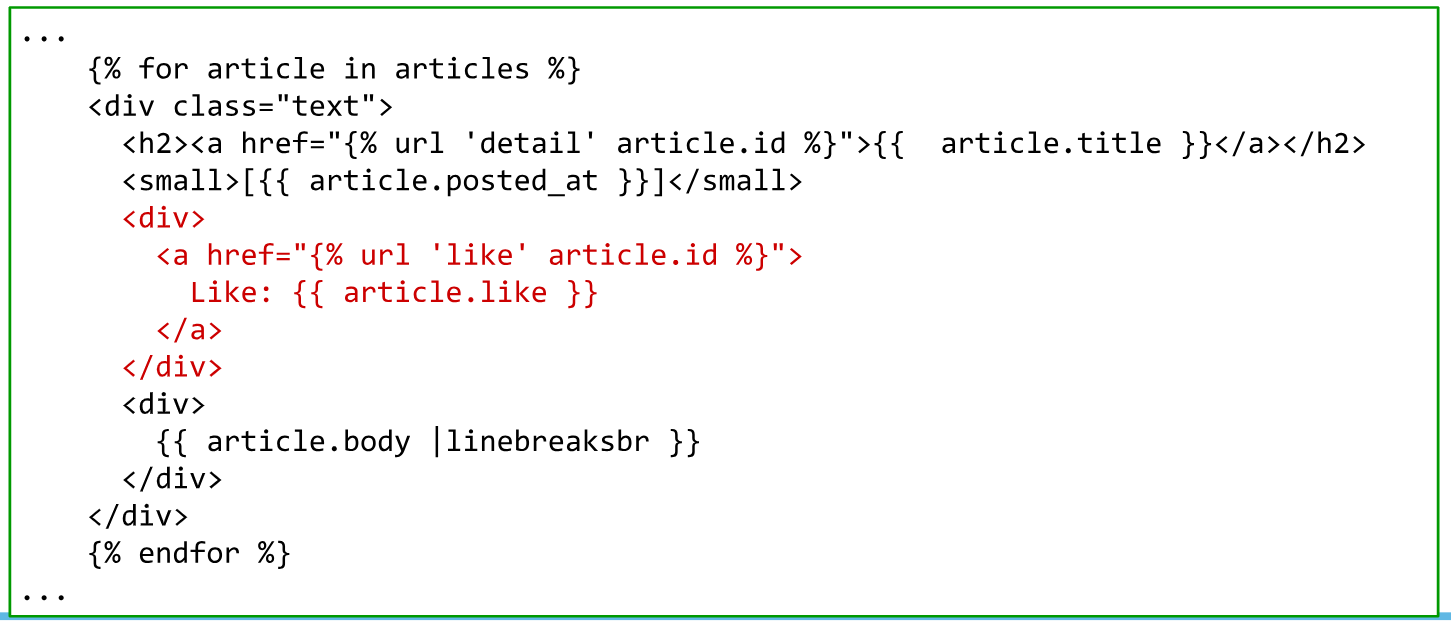 ...
    {% for article in articles %}
    <div class="text">
      <h2><a href="{% url 'detail' article.id %}">{{  article.title }}</a></h2>
      <small>[{{ article.posted_at }}]</small>
      <div>
        <a href="{% url 'like' article.id %}">
          Like: {{ article.like }}
        </a>
      </div>
      <div>
        {{ article.body |linebreaksbr }}
      </div>
    </div>
    {% endfor %}
...